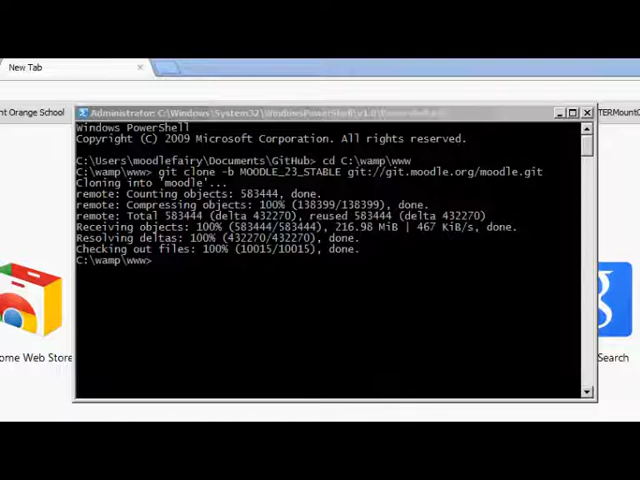 New Tab
nt Orange School
Administrator: C:\Windows\System32\WindowsPowerShell\v1.0\
TERMountO
Windows PowerShell
Copyright (C) 2009 Microsoft Corporation. All rights reserved.
C:\Users\moodlefairy\Documents\GitHub> cd C:\wamp\www
C:\wamp\www> git clone -b MOODLE_23_STABLE git://git.moodle.org/moodle.git
Cloning into 'moodle'...
remote: Counting objects: 583444, done.
remote: Compressing objects: 100% (138399/138399), done.
remote: Total 583444 (delta 432270), reused 583444 (delta 432270)
Receiving objects: 100% (583444/583444), 216.98 MiB | 467 KiB/s, done.
Resolving deltas: 100% (432270/432270), done.
Checking out files: 100% (10015/10015), done.
C:\wamp\www>
ome Web Store
Search